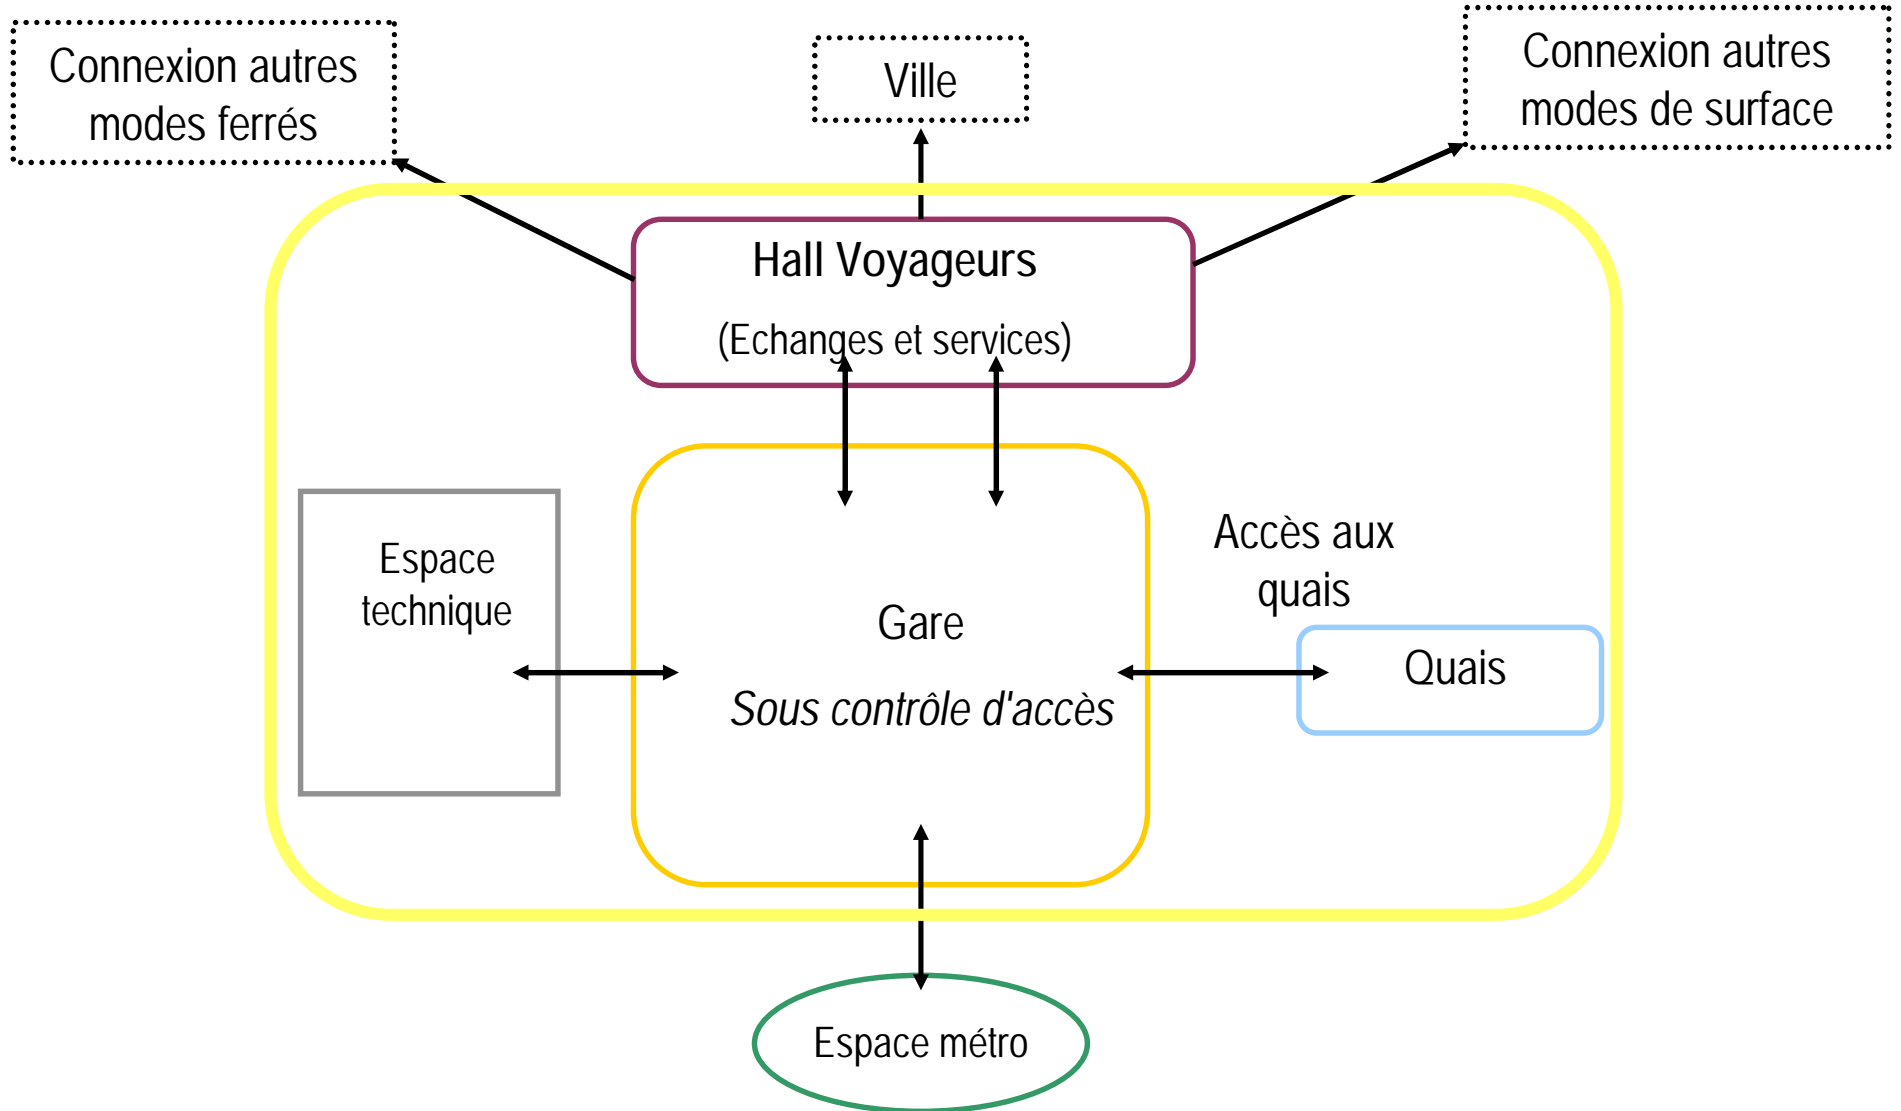 Connexion autres
modes ferrés
Ville
Connexion autres
modes de surface
Hall Voyageurs
(Echanges et services)
Espace
technique
Gare
Sous contrôle d'accès
Accès aux
quais
Quais
Espace métro